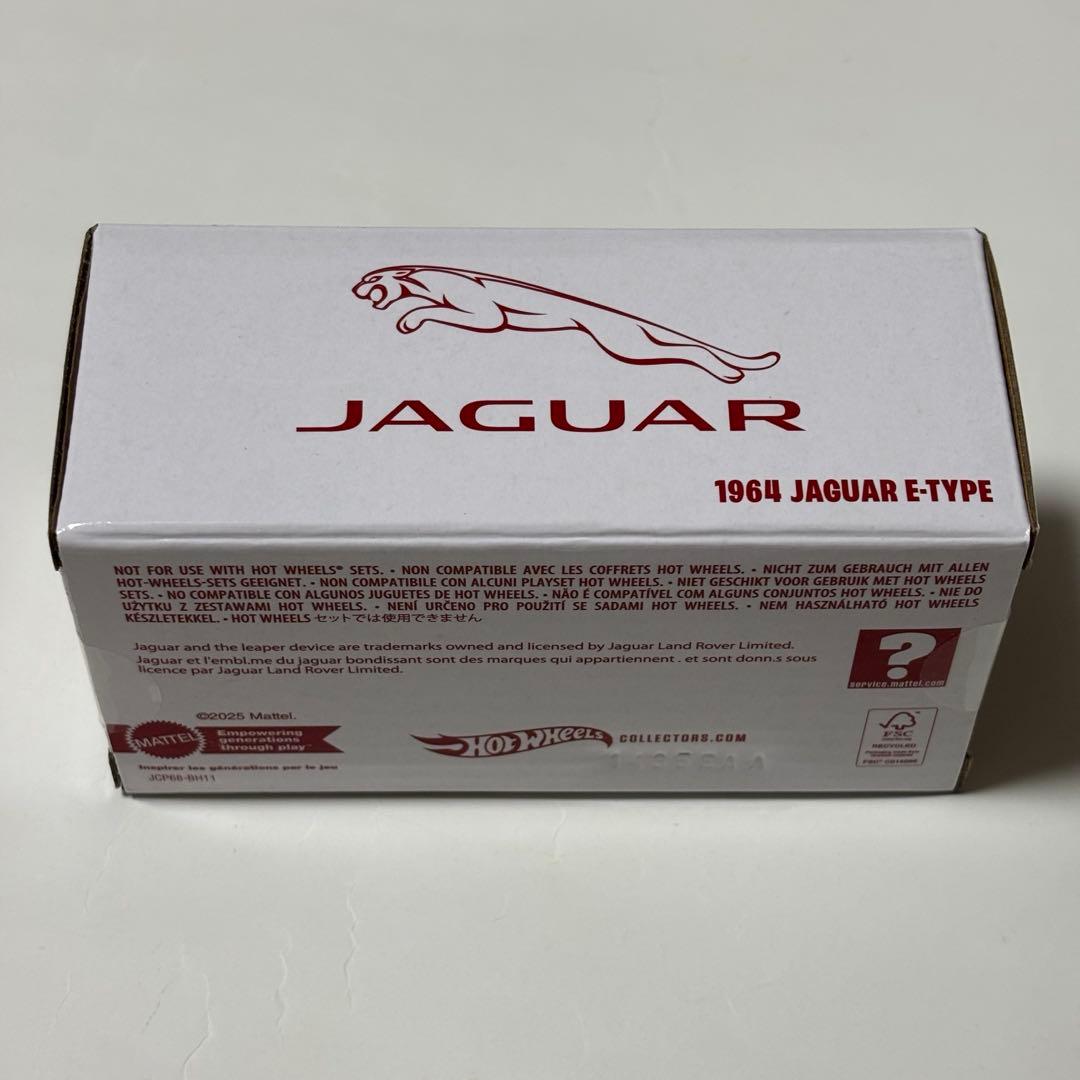 JAGUAR
1964 JAGUAR E-TYPE
NOT FOR USE WITH HOT WHEELS® SETS. • NON COMPATIBLE AVEC LES COFFRETS HOT WHEELS. • NICHT ZUM GEBRAUCH MIT ALLEN
HOT-WHEELS-SETS GEEIGNET. • NON COMPATIBILE CON ALCUNI PLAYSET HOT WHEELS. • NIET GESCHIKT VOOR GEBRUIK MET HOT WHEELS
SETS. • NO COMPATIBLE CON ALGUNOS JUGUETES DE HOT WHEELS. • NÃO É COMPATÍVEL COM ALGUNS CONJUNTOS HOT WHEELS. • NIE DO
UŻYTKU Z ZESTAWAMI HOT WHEELS. • NENÍ URČENO PRO POUŽITÍ SE SADAMI HOT WHEELS. • NEM HASZNÁLHATÓ HOT WHEELS
KÉSZLETEKKEL. • HOT WHEELS セットでは使用できません
Jaguar and the leaper device are trademarks owned and licensed by Jaguar Land Rover Limited.
Jaguar et l'embl.me du jaguar bondissant sont des marques qui appartiennent . et sont donn.s sous
licence par Jaguar Land Rover Limited.
?
service.mattel.com
©2025 Mattel.
MATTEL
Empowering
generations
through play™
Inspirer les générations par le jeu
JCP68-BH11
HOT WHEELS COLLECTORS.COM
FSC
RECYCLED